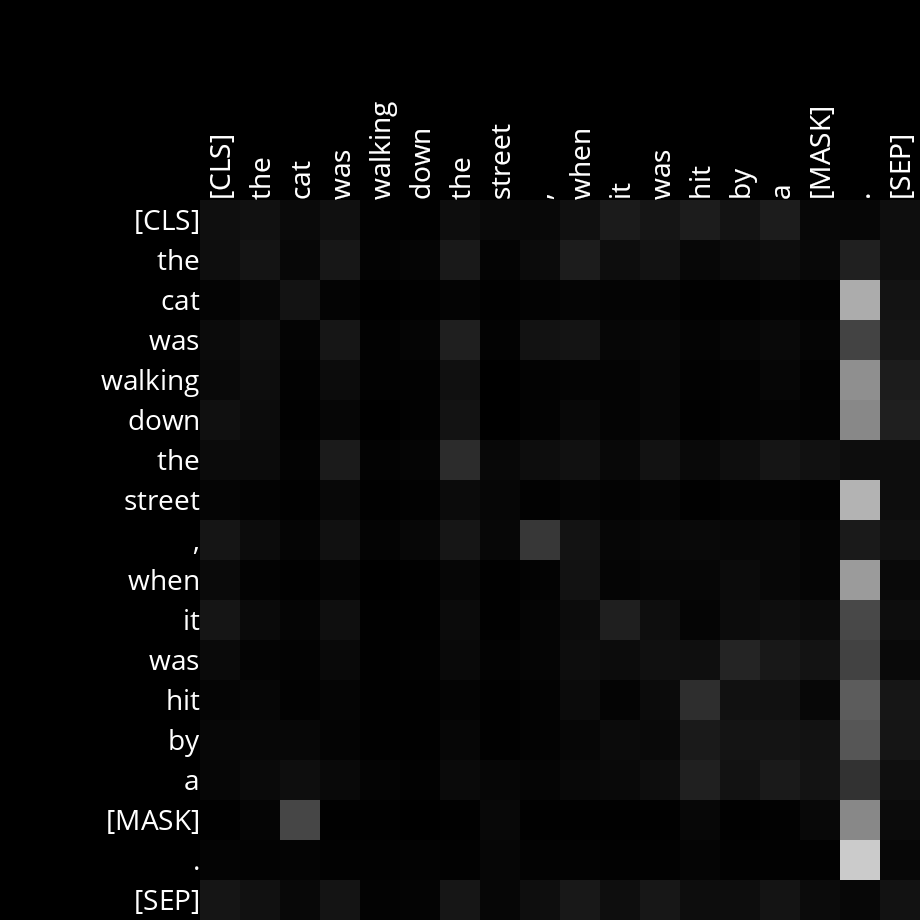 [CLS] the cat was walking down the street , when it was hit by a [MASK] . [SEP]
[CLS]
the
cat
was
walking
down
the
street
,
when
it
was
hit
by
a
[MASK]
.
[SEP]